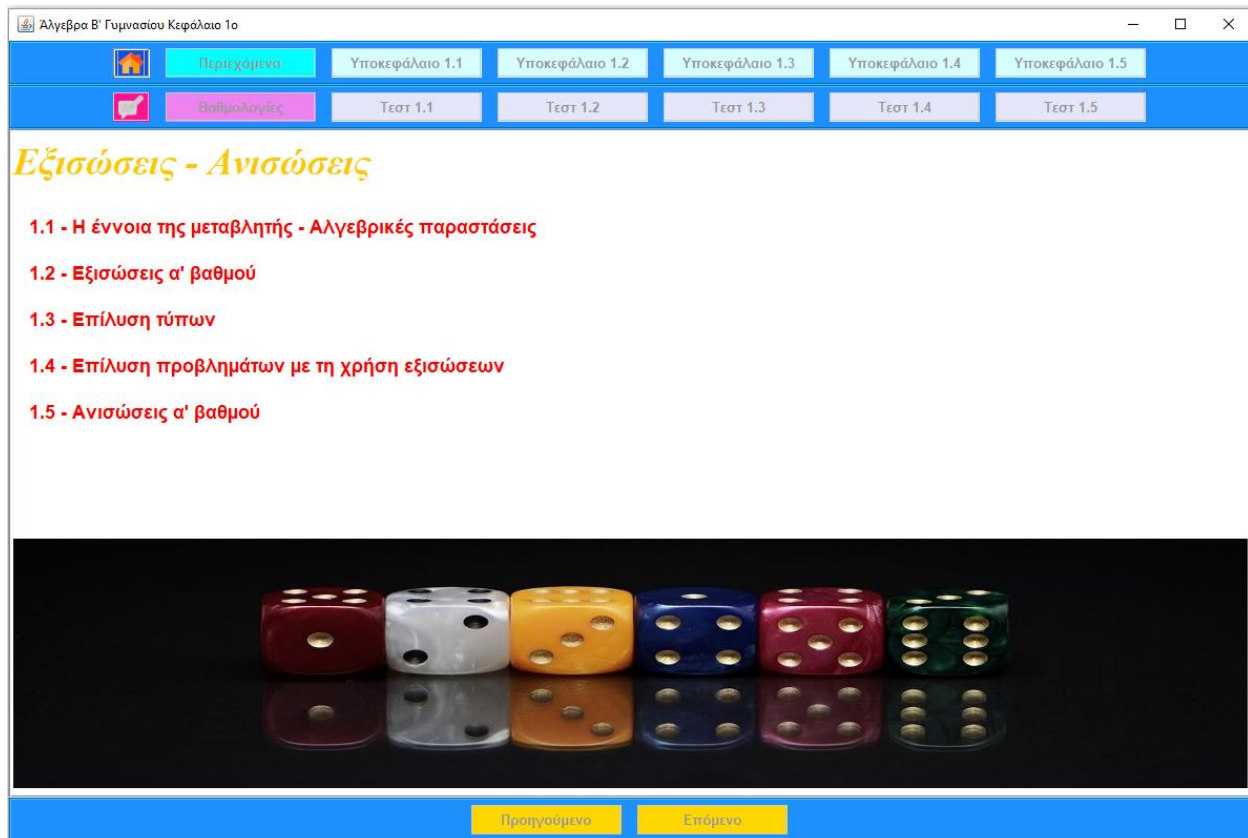 Άλγεβρα Β' Γυμνασίου Κεφάλαιο 1ο
Περιεχόμενα Υποκεφάλαιο 1.1 Υποκεφάλαιο 1.2 Υποκεφάλαιο 1.3 Υποκεφάλαιο 1.4 Υποκεφάλαιο 1.5
Βαθμολογίες Τεστ 1.1 Τεστ 1.2 Τεστ 1.3 Τεστ 1.4 Τεστ 1.5
Εξισώσεις - Ανισώσεις
1.1 - Η έννοια της μεταβλητής - Αλγεβρικές παραστάσεις
1.2 - Εξισώσεις α' βαθμού
1.3 - Επίλυση τύπων
1.4 - Επίλυση προβλημάτων με τη χρήση εξισώσεων
1.5 - Ανισώσεις α' βαθμού
Προηγούμενο Επόμενο